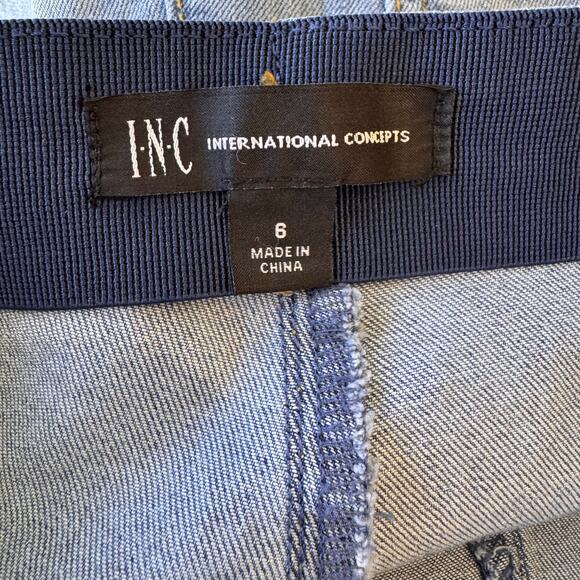 I·N·C INTERNATIONAL CONCEPTS
6
MADE IN
CHINA